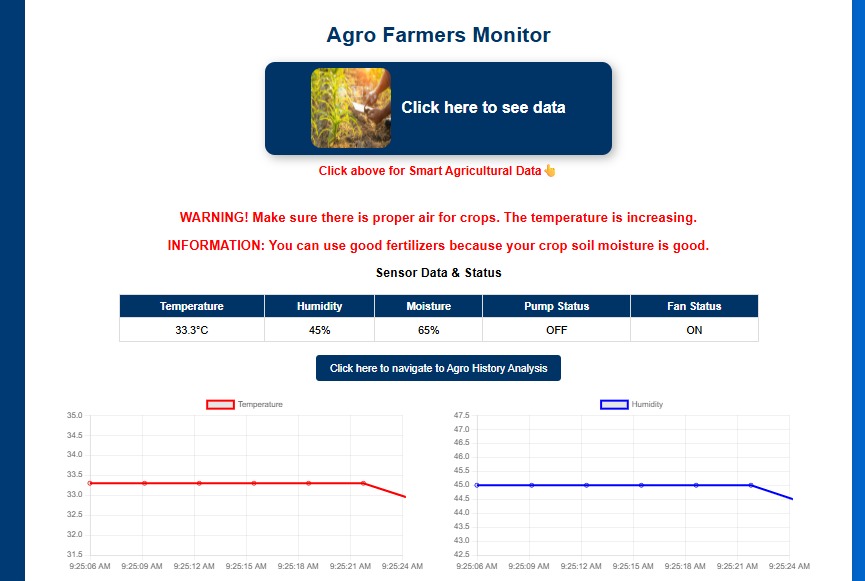 Agro Farmers Monitor
Click here to see data
Click above for Smart Agricultural Data👆
WARNING! Make sure there is proper air for crops. The temperature is increasing.
INFORMATION: You can use good fertilizers because your crop soil moisture is good.
Sensor Data & Status
Temperature Humidity Moisture Pump Status Fan Status
33.3°C 45% 65% OFF ON
Click here to navigate to Agro History Analysis
Temperature
35.0
34.5
34.0
33.5
33.0
32.5
32.0
31.5
9:25:06 AM 9:25:09 AM 9:25:12 AM 9:25:15 AM 9:25:18 AM 9:25:21 AM 9:25:24 AM
Humidity
47.5
47.0
46.5
46.0
45.5
45.0
44.5
44.0
43.5
43.0
42.5
9:25:06 AM 9:25:09 AM 9:25:12 AM 9:25:15 AM 9:25:18 AM 9:25:21 AM 9:25:24 AM